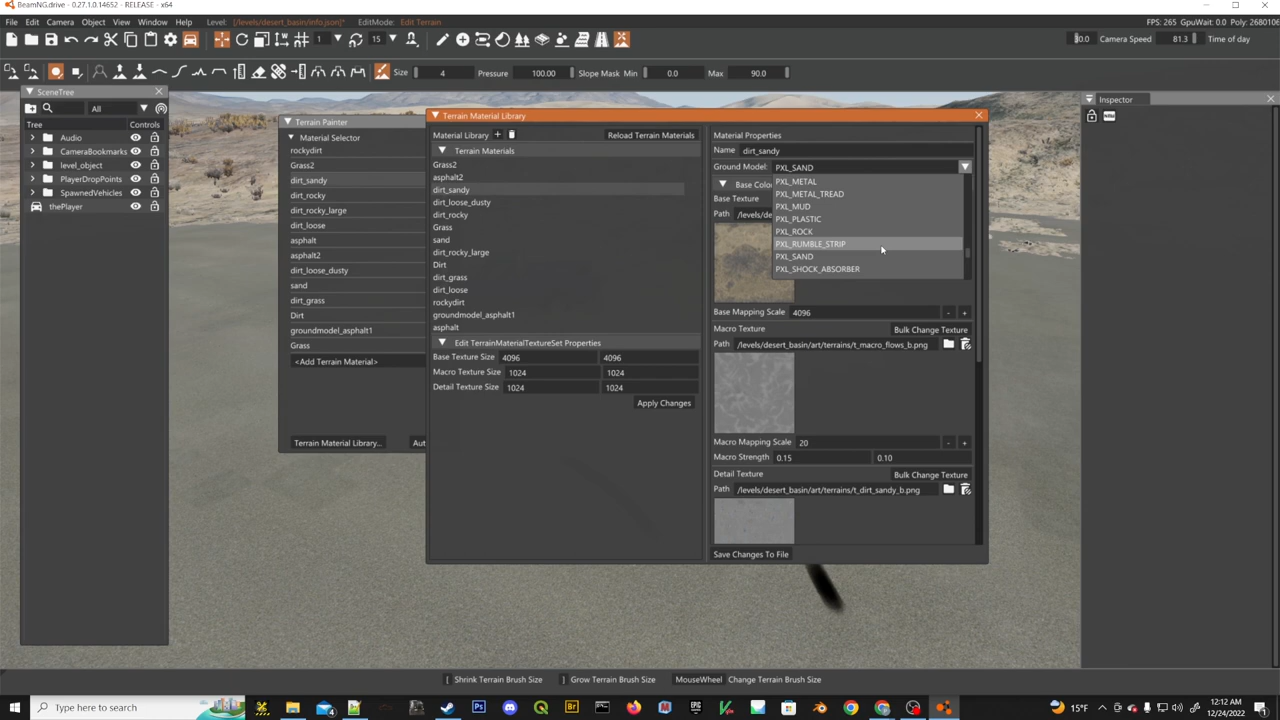 BeamNG.drive - 0.27.1.0.14652 - RELEASE - x64
File Edit Camera View Window Help Level: [/levels/desert_basin/info.json]* EditMode: Edit Terrain FPS: 265 GpuWait: 0.0 Poly: 2680106
1 15 Camera Speed 81.3 Time of day
Size 4 Pressure 100.00 Slope Mask Min 0.0 Max 90.0
SceneTree
All
Tree Controls
Audio
CameraBookmarks
level_object
PlayerDropPoints
SpawnedVehicles
thePlayer
Terrain Painter
Material Selector
rockydirt
Grass2
dirt_sandy
dirt_rocky
dirt_rocky_large
dirt_loose
asphalt
asphalt2
dirt_loose_dusty
sand
dirt_grass
Dirt
groundmodel_asphalt1
Grass
<Add Terrain Material>
Terrain Material Library... Aut
Terrain Material Library
Material Library Reload Terrain Materials
Terrain Materials
Grass2
asphalt2
dirt_sandy
dirt_loose_dusty
dirt_rocky
Grass
sand
dirt_rocky_large
Dirt
dirt_grass
dirt_loose
rockydirt
groundmodel_asphalt1
asphalt
Edit TerrainMaterialTextureSet Properties
Base Texture Size 4096 4096
Macro Texture Size 1024 1024
Detail Texture Size 1024 1024
Apply Changes
Material Properties
Name dirt_sandy
Ground Model: PXL_SAND
Base Colo
Base Texture
Path /levels/de
PXL_METAL
PXL_METAL_TREAD
PXL_MUD
PXL_PLASTIC
PXL_ROCK
PXL_RUMBLE_STRIP
PXL_SAND
PXL_SHOCK_ABSORBER
Base Mapping Scale 4096 - +
Macro Texture Bulk Change Texture
Path /levels/desert_basin/art/terrains/t_macro_flows_b.png
Macro Mapping Scale 20 - +
Macro Strength 0.15 0.10
Detail Texture Bulk Change Texture
Path /levels/desert_basin/art/terrains/t_dirt_sandy_b.png
Save Changes To File
Inspector
[ Shrink Terrain Brush Size ] Grow Terrain Brush Size MouseWheel Change Terrain Brush Size
Type here to search
15°F 12:12 AM
12/24/2022